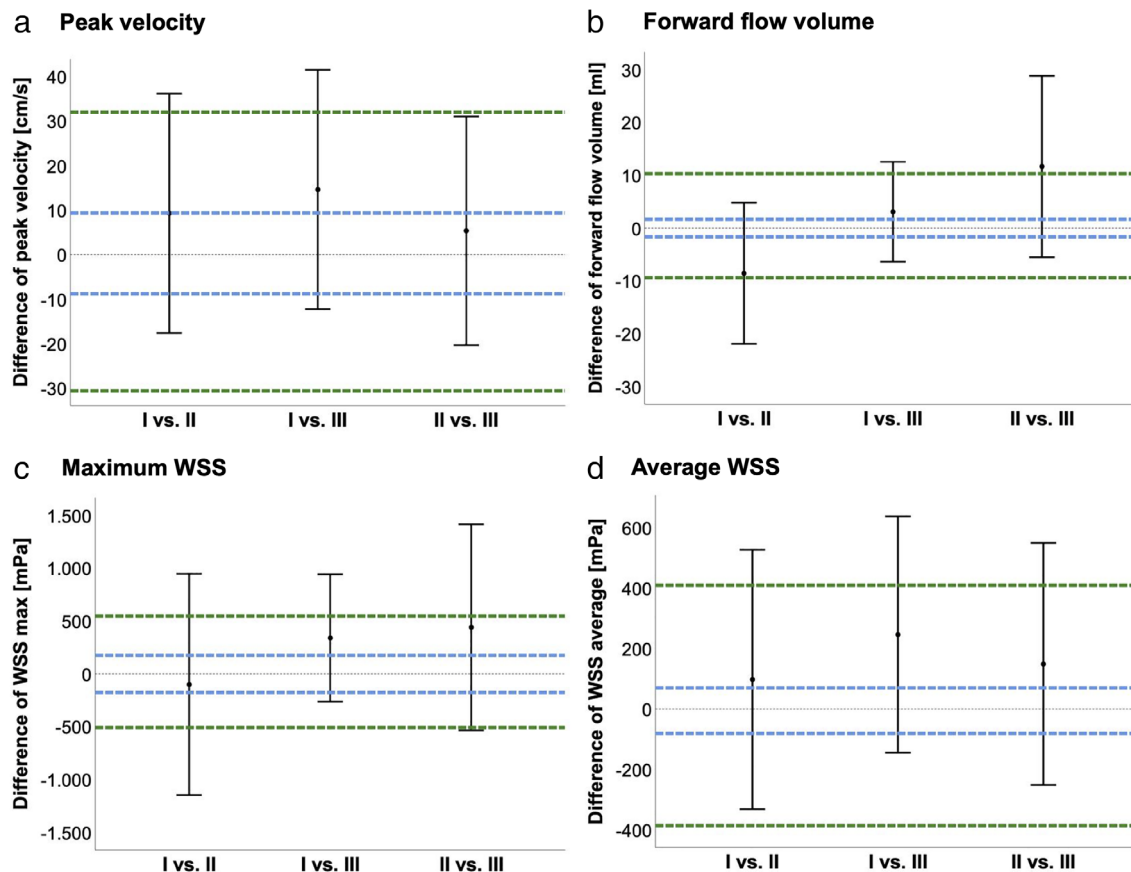 a Peak velocity
Difference of peak velocity [cm/s]
40
30
20
10
0
-10
-20
-30
I vs. II I vs. III II vs. III
b Forward flow volume
Difference of forward flow volume [ml]
30
20
10
0
-10
-20
-30
I vs. II I vs. III II vs. III
c Maximum WSS
Difference of WSS max [mPa]
1.500
1.000
500
0
-500
-1.000
-1.500
I vs. II I vs. III II vs. III
d Average WSS
Difference of WSS average [mPa]
600
400
200
0
-200
-400
I vs. II I vs. III II vs. III